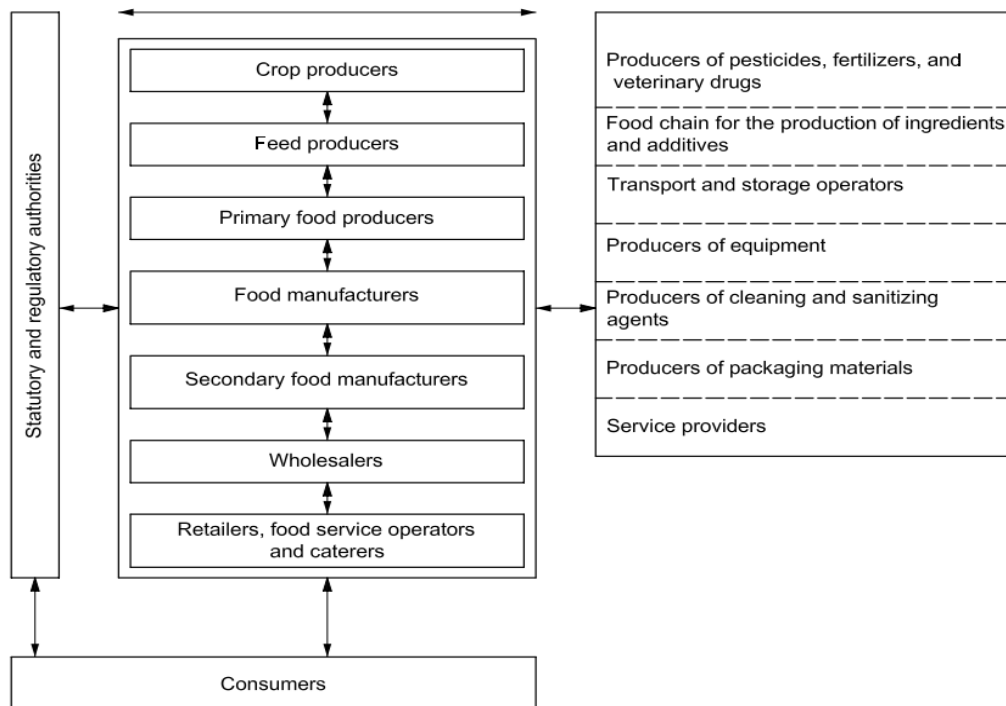 Statutory and regulatory authorities
Crop producers
Feed producers
Primary food producers
Food manufacturers
Secondary food manufacturers
Wholesalers
Retailers, food service operators
and caterers
Producers of pesticides, fertilizers, and
veterinary drugs
Food chain for the production of ingredients
and additives
Transport and storage operators
Producers of equipment
Producers of cleaning and sanitizing
agents
Producers of packaging materials
Service providers
Consumers